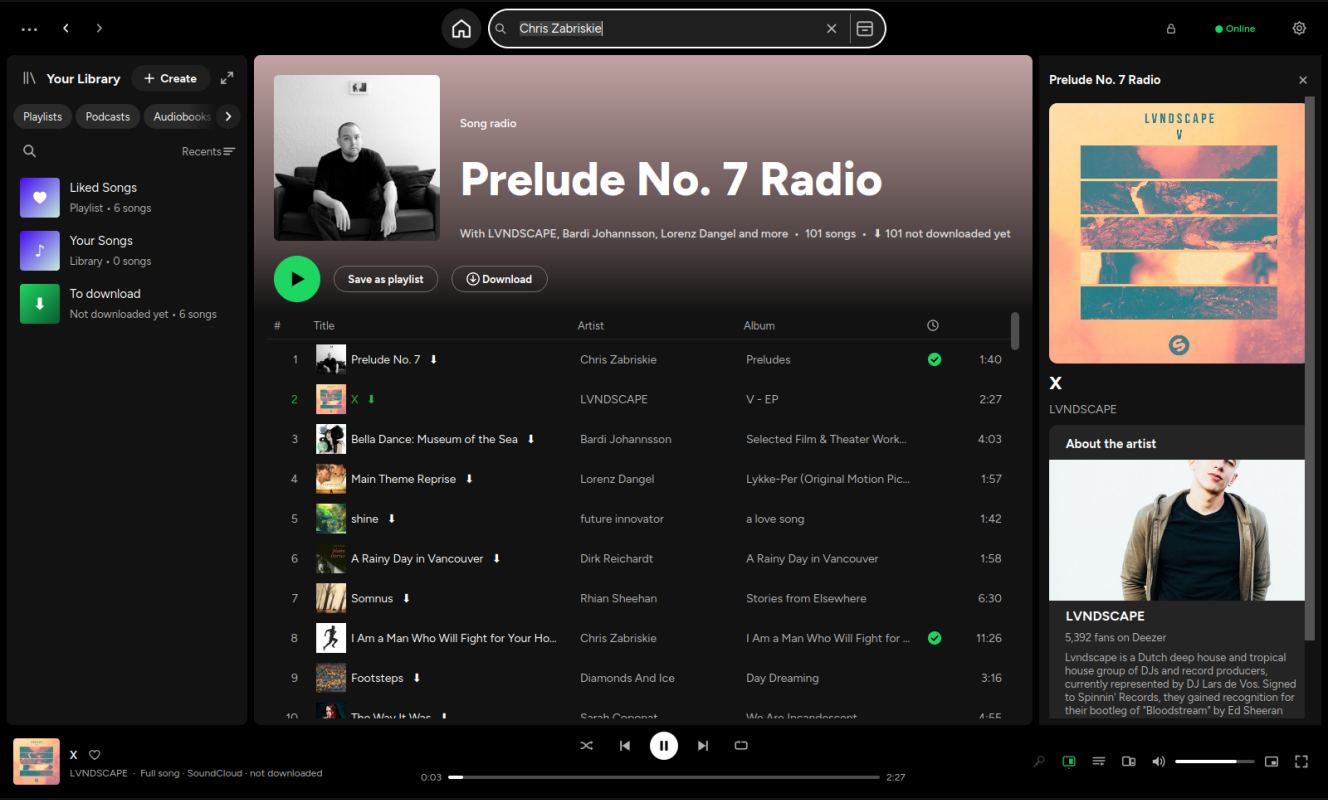 Chris Zabriskie
Online
Your Library
+ Create
Playlists
Podcasts
Audiobooks
Recents
Liked Songs
Playlist • 6 songs
Your Songs
Library • 0 songs
To download
Not downloaded yet • 6 songs
Song radio
Prelude No. 7 Radio
With LVNDSCAPE, Bardi Johannsson, Lorenz Dangel and more • 101 songs • 101 not downloaded yet
Save as playlist
Download
# Title Artist Album
1 Prelude No. 7 Chris Zabriskie Preludes 1:40
2 X LVNDSCAPE V - EP 2:27
3 Bella Dance: Museum of the Sea Bardi Johannsson Selected Film & Theater Work... 4:03
4 Main Theme Reprise Lorenz Dangel Lykke-Per (Original Motion Pic... 1:57
5 shine future innovator a love song 1:42
6 A Rainy Day in Vancouver Dirk Reichardt A Rainy Day in Vancouver 1:58
7 Somnus Rhian Sheehan Stories from Elsewhere 6:30
8 I Am a Man Who Will Fight for Your Ho... Chris Zabriskie I Am a Man Who Will Fight for ... 11:26
9 Footsteps Diamonds And Ice Day Dreaming 3:16
10 The Way It Was We Are Incandescent 4:55
Prelude No. 7 Radio
LVNDSCAPE
V
X
LVNDSCAPE
About the artist
LVNDSCAPE
5,392 fans on Deezer
Lvndscape is a Dutch deep house and tropical
house group of DJs and record producers,
currently represented by DJ Lars de Vos. Signed
to Spinnin' Records, they gained recognition for
their bootleg of "Bloodstream" by Ed Sheeran
X
LVNDSCAPE · Full song · SoundCloud · not downloaded
0:03
2:27